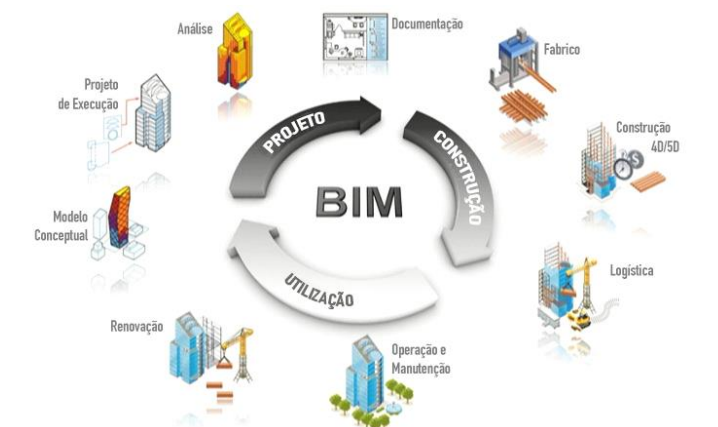 Análise
Documentação
Fabrico
Projeto
de Execução
PROJETO
CONSTRUÇÃO
Construção
4D/5D
BIM
Modelo
Conceptual
Logística
UTILIZAÇÃO
Renovação
Operação e
Manutenção
$